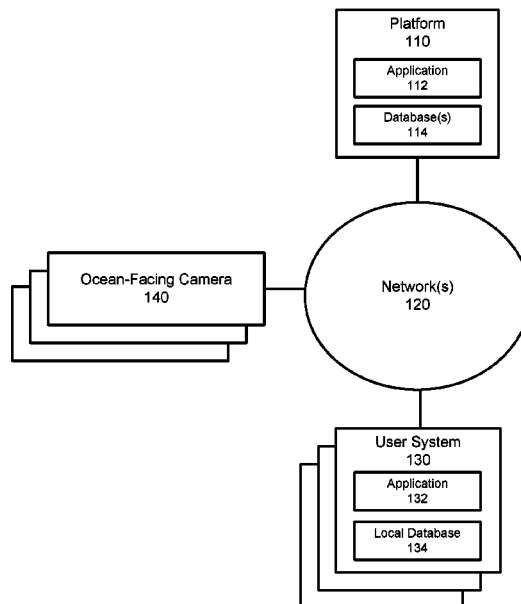 Platform
110
Application
112
Database(s)
114
Ocean-Facing Camera
140
Network(s)
120
User System
130
Application
132
Local Database
134